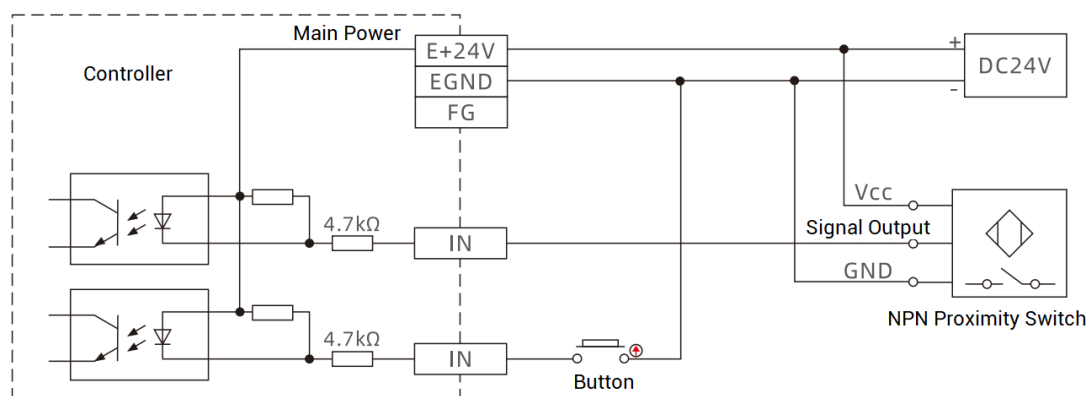 Main Power
E+24V
+
DC24V
Controller
EGND
-
FG
Vcc
4.7kΩ
IN
Signal Output
GND
NPN Proximity Switch
4.7kΩ
IN
Button